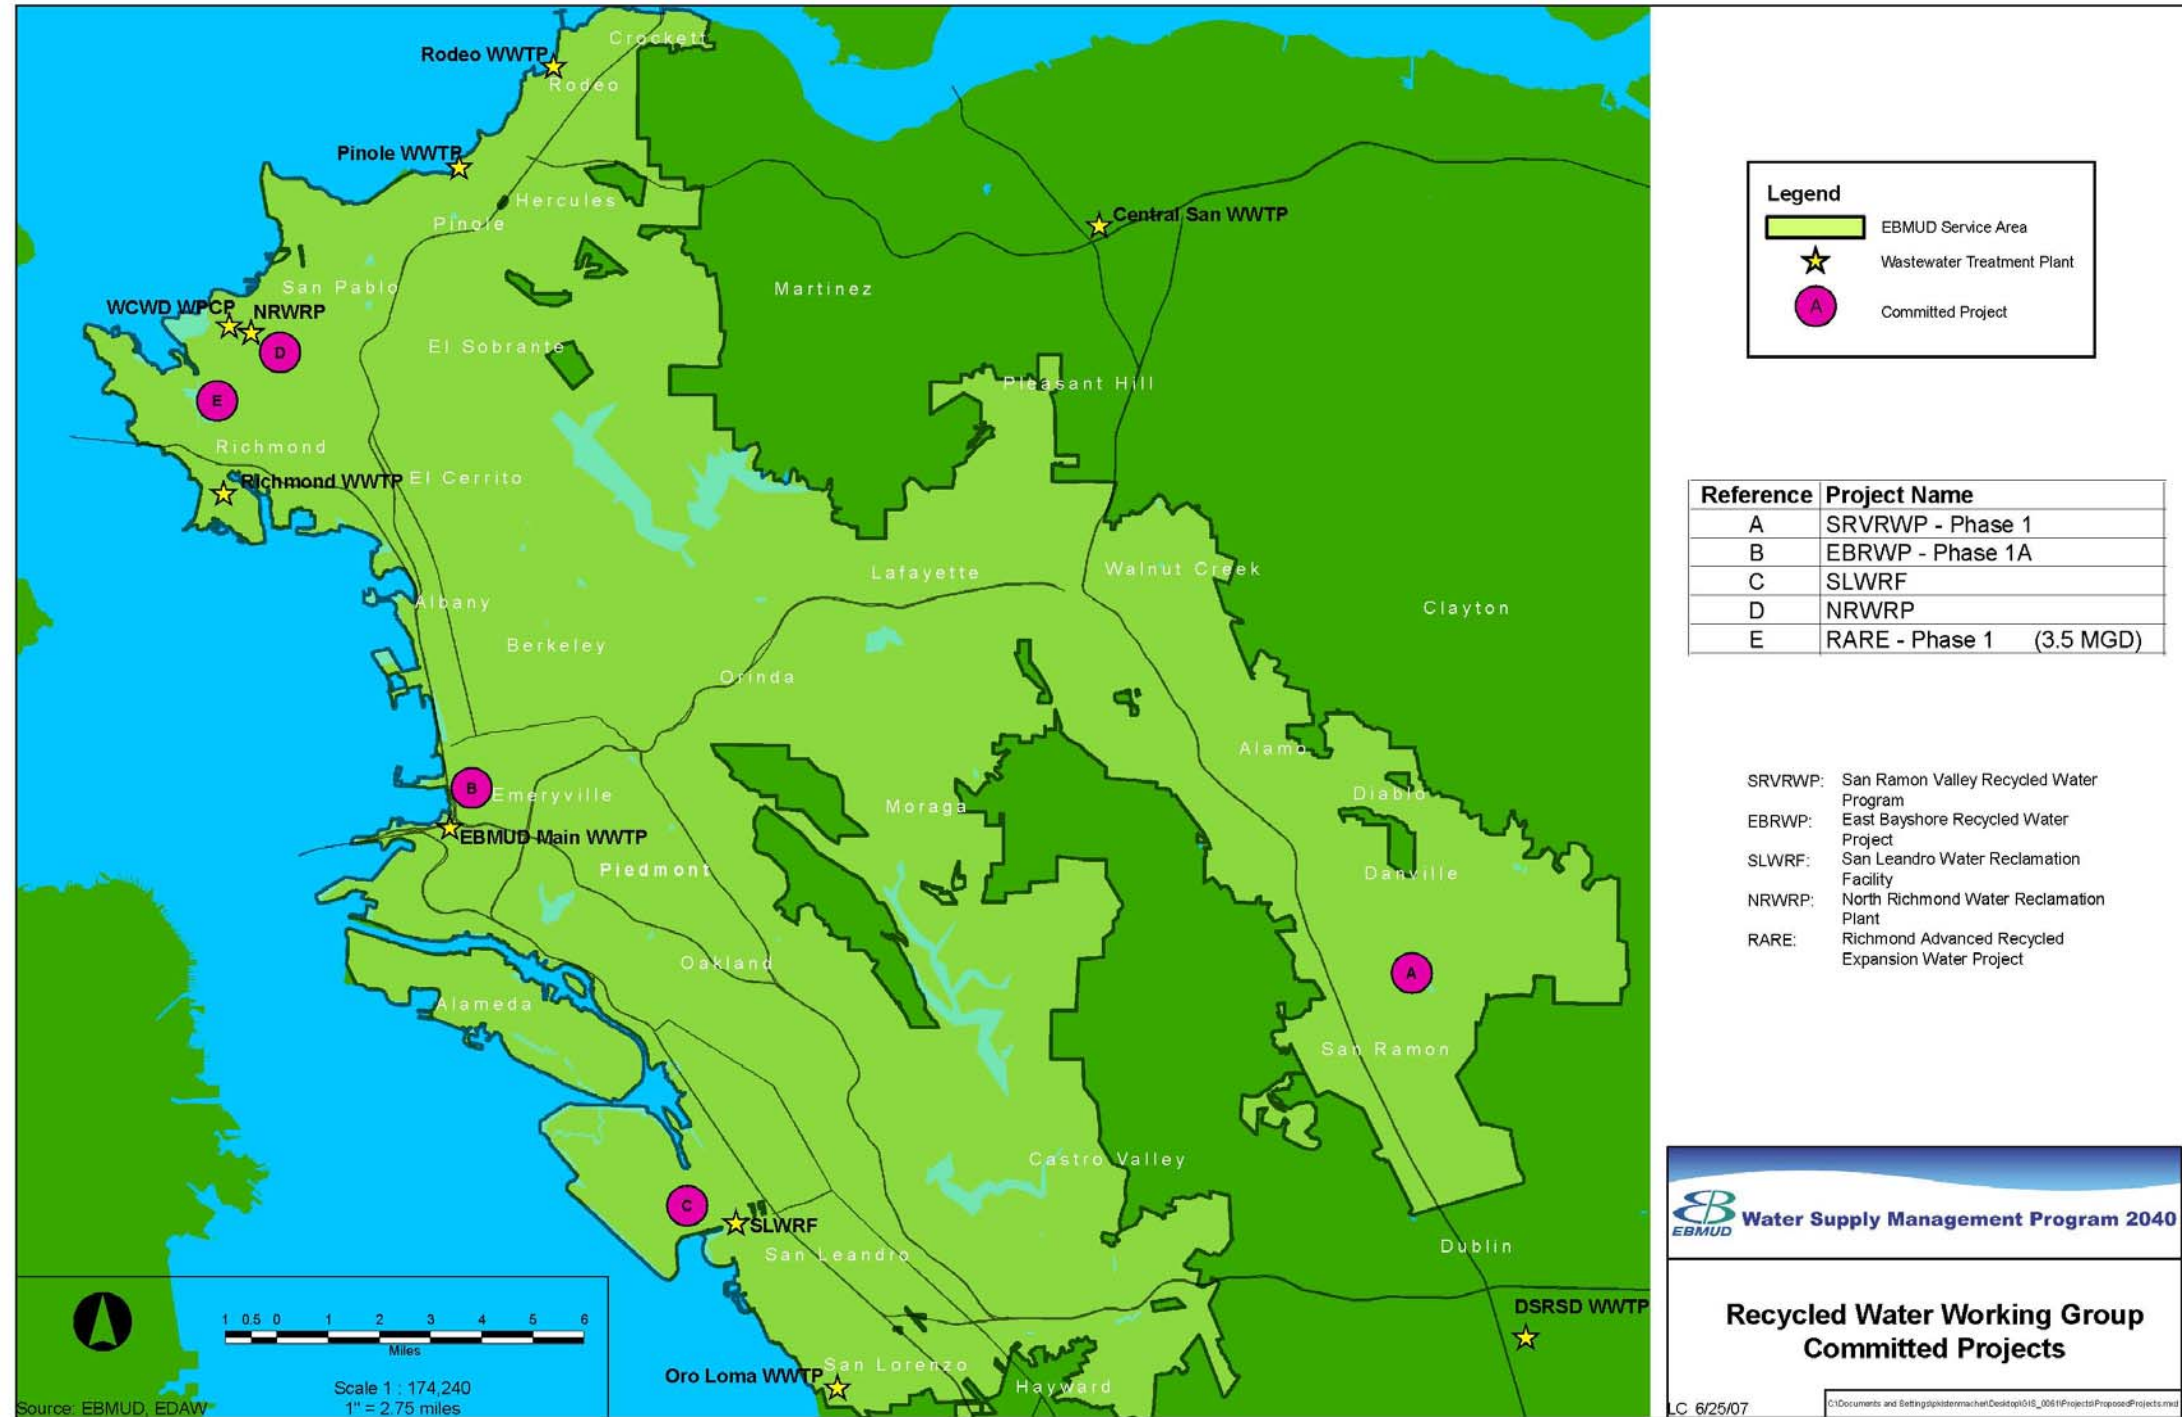 Crockett
Rodeo WWTP
Rodeo
Pinole WWTP
Hercules
Pinole
Central San WWTP
San Pablo
Martinez
WCWD WPCP
NRWRP
D
El Sobrante
E
Pleasant Hill
Richmond
Richmond WWTP
El Cerrito
Lafayette
Walnut Creek
Albany
Clayton
Berkeley
Orinda
Alamo
B
Emeryville
Diablo
Moraga
EBMUD Main WWTP
Piedmont
Danville
Oakland
A
Alameda
San Ramon
Castro Valley
C
SLWRF
San Leandro
Dublin
DSRSD WWTP
San Lorenzo
Oro Loma WWTP
Hayward
1 0.5 0 1 2 3 4 5 6
Miles
Scale 1 : 174,240
1" = 2.75 miles
Source: EBMUD, EDAW
Legend
EBMUD Service Area
Wastewater Treatment Plant
A
Committed Project
Reference Project Name
A SRVRWP - Phase 1
B EBRWP - Phase 1A
C SLWRF
D NRWRP
E RARE - Phase 1 (3.5 MGD)
SRVRWP: San Ramon Valley Recycled Water
Program
EBRWP: East Bayshore Recycled Water
Project
SLWRF: San Leandro Water Reclamation
Facility
NRWRP: North Richmond Water Reclamation
Plant
RARE: Richmond Advanced Recycled
Expansion Water Project
EBMUD
Water Supply Management Program 2040
Recycled Water Working Group
Committed Projects
LC 6/25/07